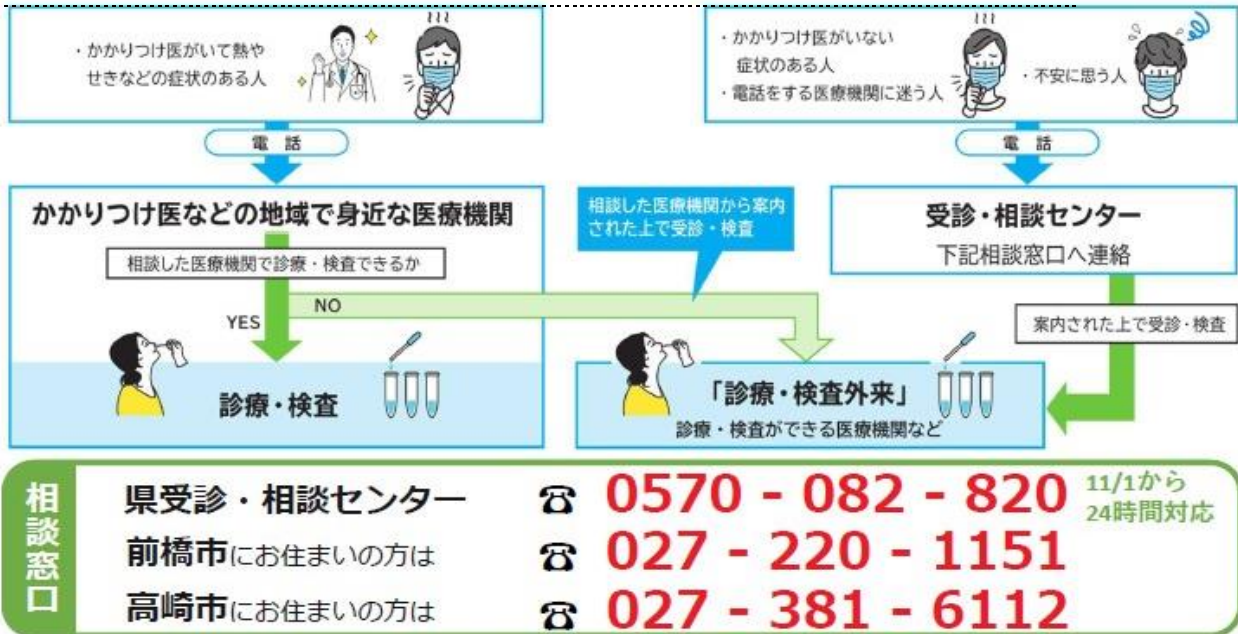 ・かかりつけ医がいて熱や
せきなどの症状のある人
・かかりつけ医がいない
症状のある人
・電話をする医療機関に迷う人
・不安に思う人
電話
電話
かかりつけ医などの地域で身近な医療機関
相談した医療機関で診療・検査できるか
YES
NO
診療・検査
相談した医療機関から案内
された上で受診・検査
受診・相談センター
下記相談窓口へ連絡
案内された上で受診・検査
「診療・検査外来」
診療・検査ができる医療機関など
相談窓口
県受診・相談センター ☎ 0570 - 082 - 820 11/1から
24時間対応
前橋市にお住まいの方は ☎ 027 - 220 - 1151
高崎市にお住まいの方は ☎ 027 - 381 - 6112